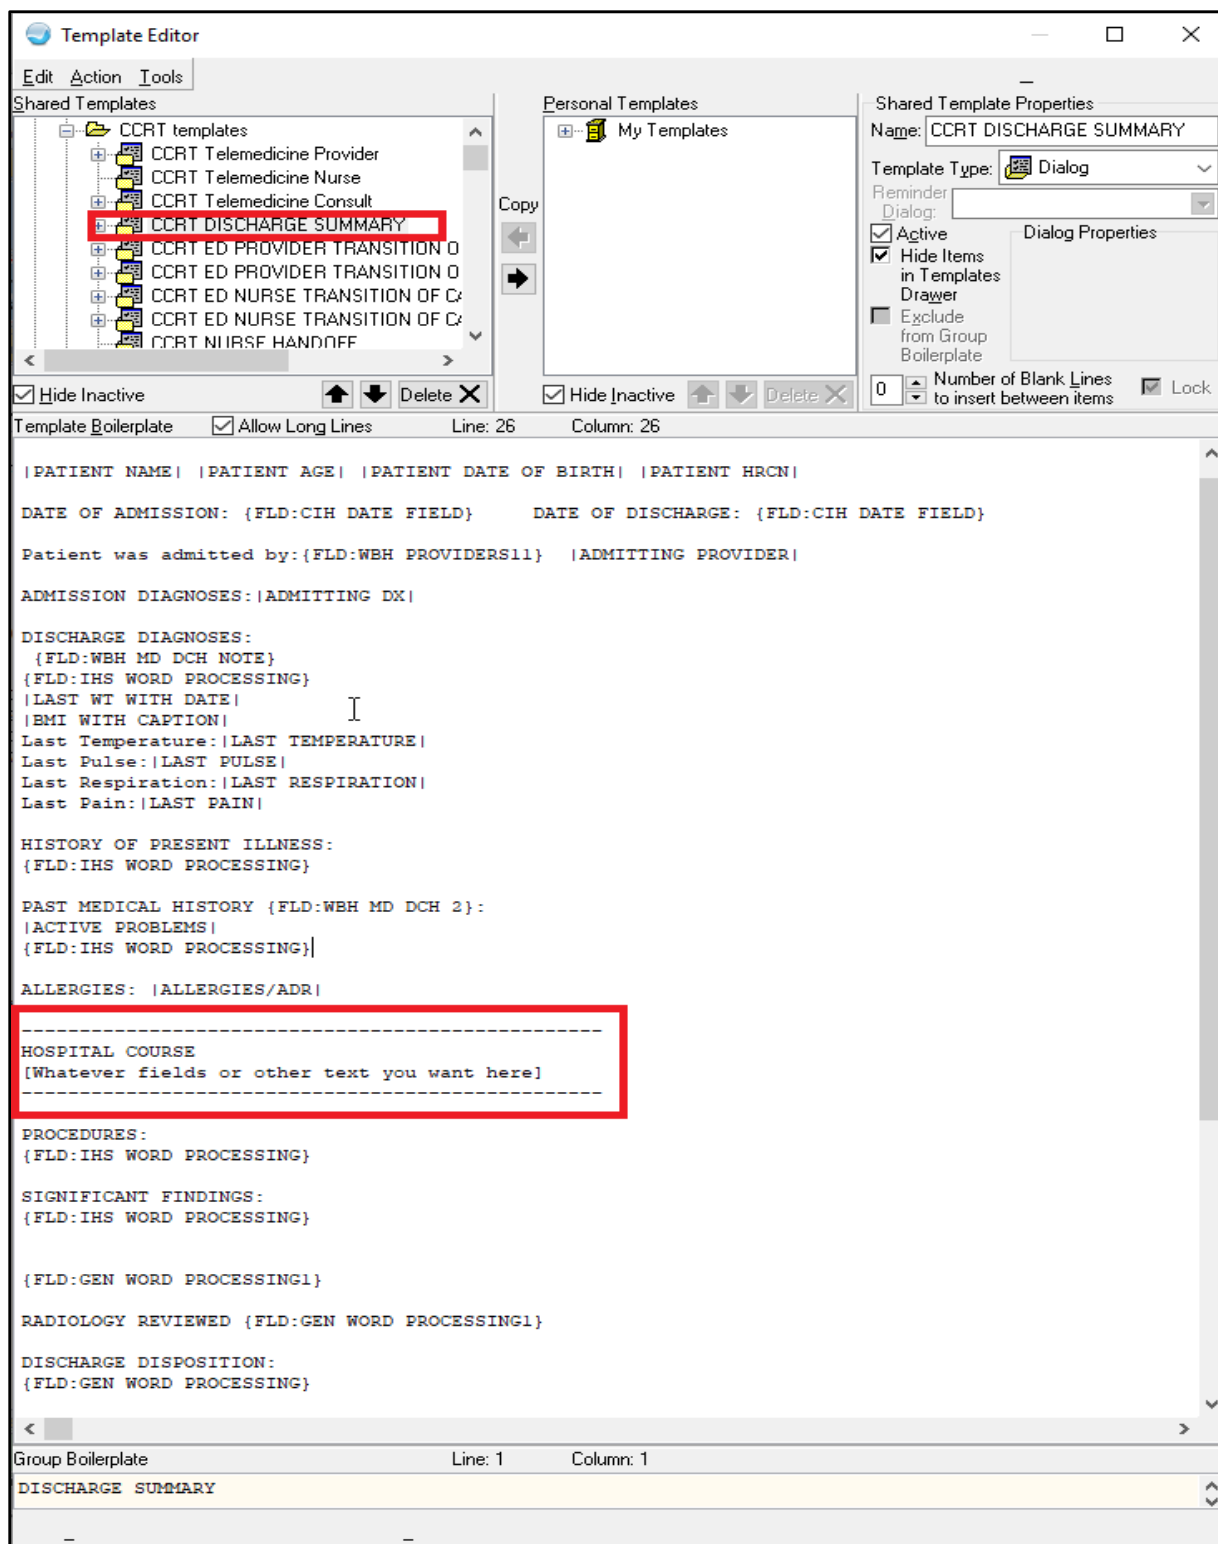 Template Editor
Edit Action Tools
Shared Templates
CCRT templates
CCRT Telemedicine Provider
CCRT Telemedicine Nurse
CCRT Telemedicine Consult
CCRT DISCHARGE SUMMARY
CCRT ED PROVIDER TRANSITION O
CCRT ED PROVIDER TRANSITION O
CCRT ED NURSE TRANSITION OF CA
CCRT ED NURSE TRANSITION OF CA
CCRT NURSE HANDOFF
Hide Inactive Delete
Copy
Personal Templates
My Templates
Hide Inactive Delete
Shared Template Properties
Name: CCRT DISCHARGE SUMMARY
Template Type: Dialog
Reminder
Dialog:
Active
Hide Items
in Templates
Drawer
Exclude
from Group
Boilerplate
Dialog Properties
0 Number of Blank Lines
to insert between items
Lock
Template Boilerplate Allow Long Lines Line: 26 Column: 26
|PATIENT NAME| |PATIENT AGE| |PATIENT DATE OF BIRTH| |PATIENT HRCN|
DATE OF ADMISSION: {FLD:CIH DATE FIELD} DATE OF DISCHARGE: {FLD:CIH DATE FIELD}
Patient was admitted by:{FLD:WBH PROVIDERS11} |ADMITTING PROVIDER|
ADMISSION DIAGNOSES:|ADMITTING DX|
DISCHARGE DIAGNOSES:
{FLD:WBH MD DCH NOTE}
{FLD:IHS WORD PROCESSING}
|LAST WT WITH DATE|
|BMI WITH CAPTION|
Last Temperature:|LAST TEMPERATURE|
Last Pulse:|LAST PULSE|
Last Respiration:|LAST RESPIRATION|
Last Pain:|LAST PAIN|
HISTORY OF PRESENT ILLNESS:
{FLD:IHS WORD PROCESSING}
PAST MEDICAL HISTORY {FLD:WBH MD DCH 2}:
|ACTIVE PROBLEMS|
{FLD:IHS WORD PROCESSING}
ALLERGIES: |ALLERGIES/ADR|
--------------------------------------------------
HOSPITAL COURSE
[Whatever fields or other text you want here]
--------------------------------------------------
PROCEDURES:
{FLD:IHS WORD PROCESSING}
SIGNIFICANT FINDINGS:
{FLD:IHS WORD PROCESSING}
{FLD:GEN WORD PROCESSING1}
RADIOLOGY REVIEWED {FLD:GEN WORD PROCESSING1}
DISCHARGE DISPOSITION:
{FLD:GEN WORD PROCESSING}
Group Boilerplate Line: 1 Column: 1
DISCHARGE SUMMARY